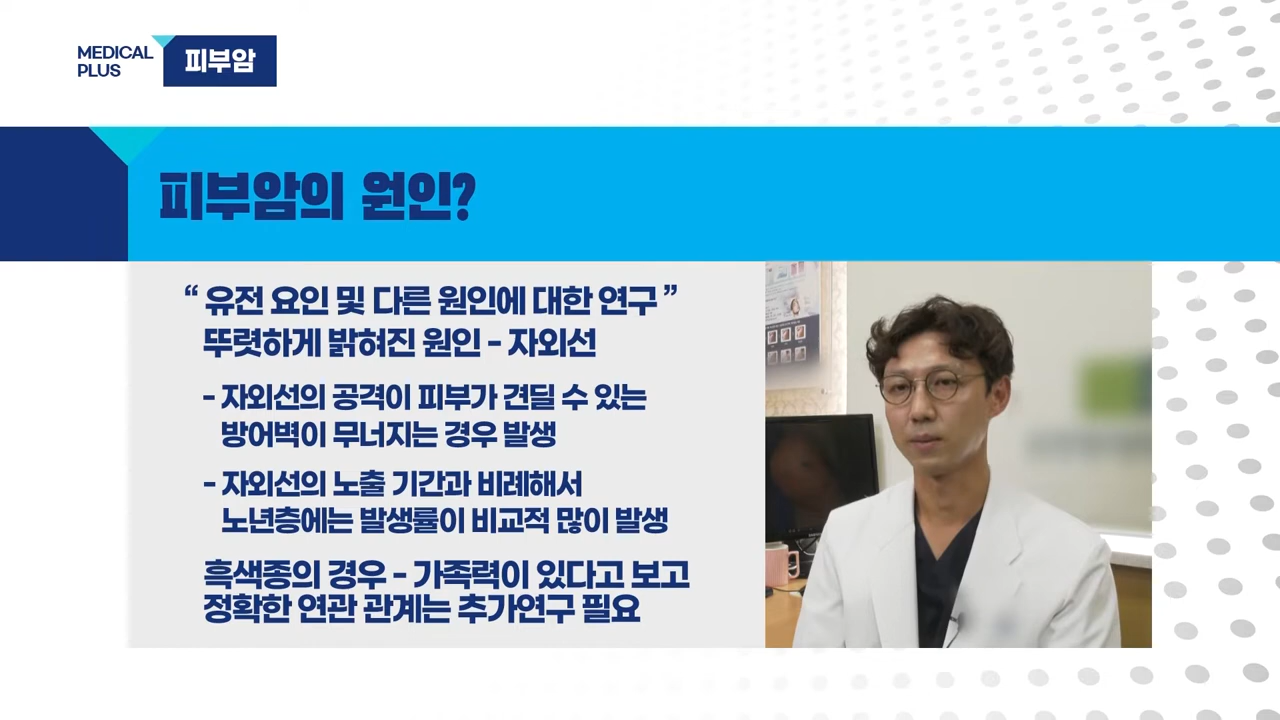 MEDICAL
PLUS
피부암
피부암의 원인?
“ 유전 요인 및 다른 원인에 대한 연구 ”
뚜렷하게 밝혀진 원인 - 자외선
- 자외선의 공격이 피부가 견딜 수 있는
방어벽이 무너지는 경우 발생
- 자외선의 노출 기간과 비례해서
노년층에는 발생률이 비교적 많이 발생
흑색종의 경우 - 가족력이 있다고 보고
정확한 연관 관계는 추가연구 필요